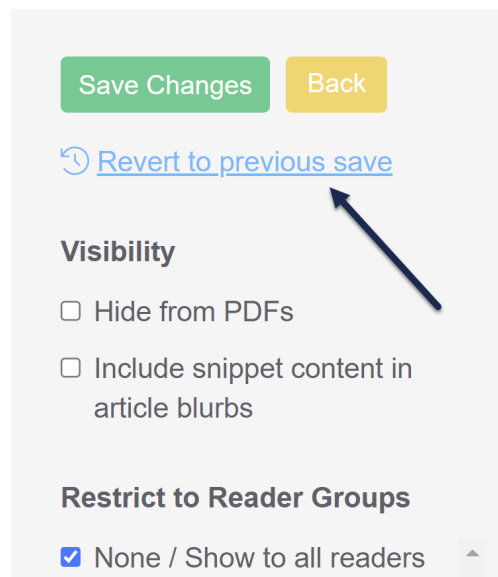 Save Changes Back
Revert to previous save
Visibility
Hide from PDFs
Include snippet content in
article blurbs
Restrict to Reader Groups
None / Show to all readers